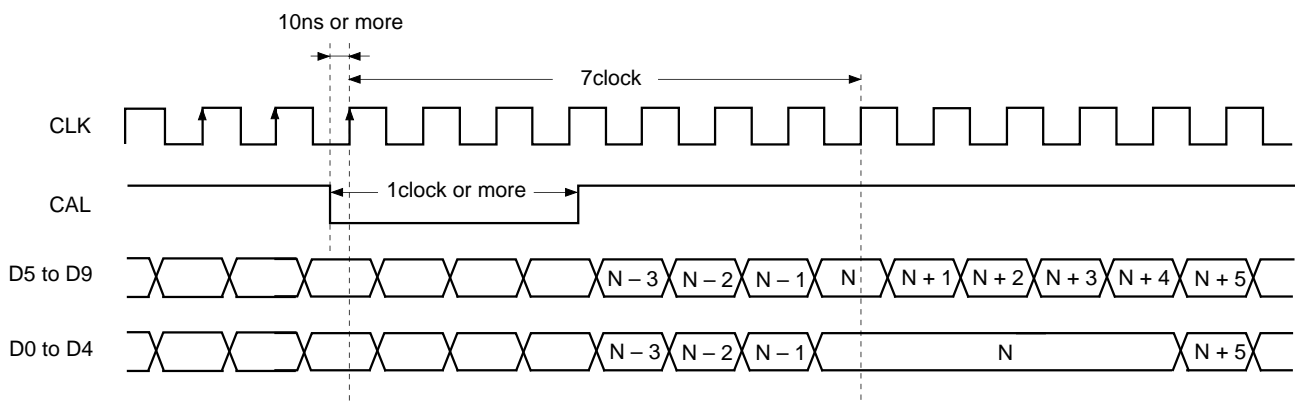 10ns or more
7clock
CLK
1clock or more
CAL
D5 to D9
N – 3 N – 2 N – 1 N N + 1 N + 2 N + 3 N + 4 N + 5
D0 to D4
N – 3 N – 2 N – 1 N N + 5